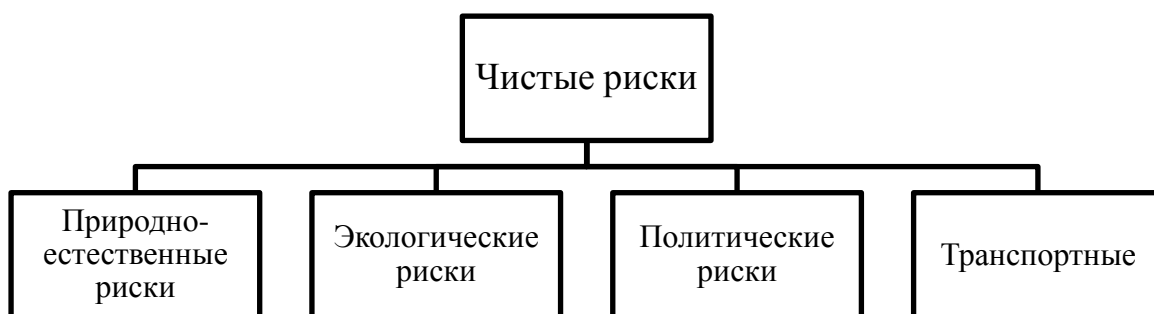 Чистые риски
Природно-
естественные
риски
Экологические
риски
Политические
риски
Транспортные